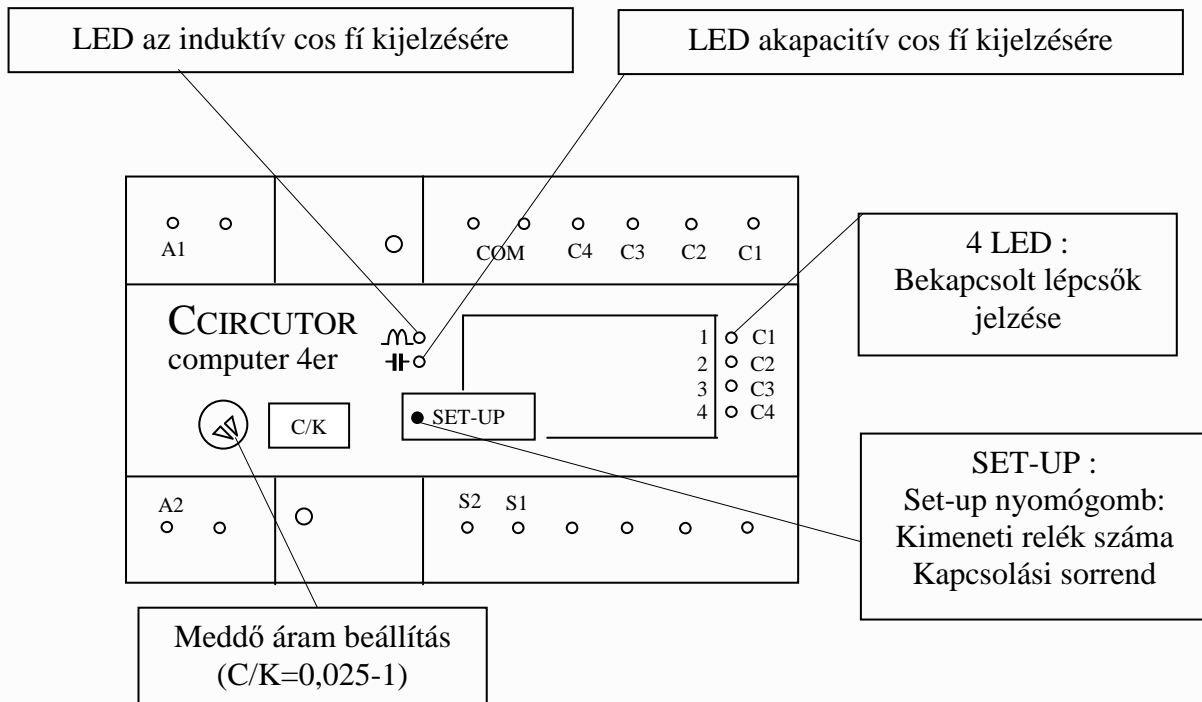 LED az induktív cos fí kijelzésére
LED akapacitív cos fí kijelzésére
A1
COM C4 C3 C2 C1
4 LED :
Bekapcsolt lépcsők
jelzése
CCIRCUTOR
computer 4er
1 C1
2 C2
3 C3
4 C4
C/K
SET-UP
SET-UP :
Set-up nyomógomb:
Kimeneti relék száma
Kapcsolási sorrend
A2
S2 S1
Meddő áram beállítás
(C/K=0,025-1)